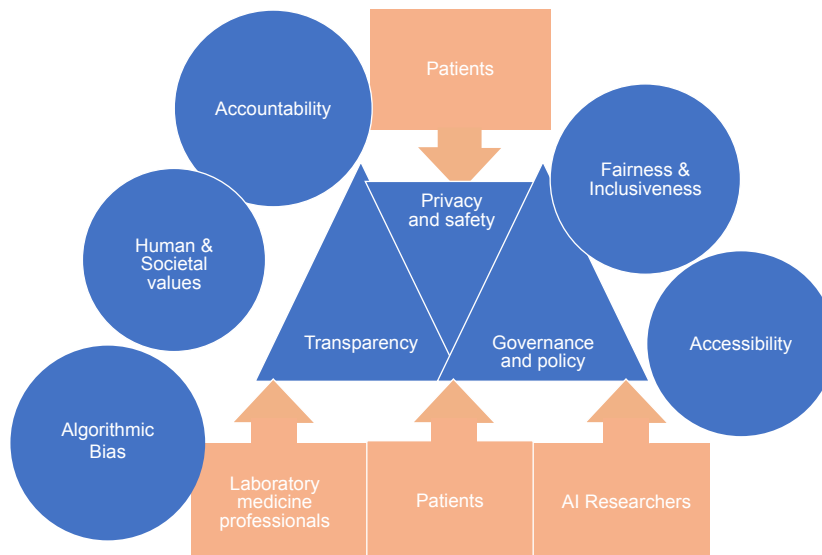 Patients
Accountability
Fairness &
Inclusiveness
Privacy
and safety
Human &
Societal
values
Transparency
Governance
and policy
Accessibility
Algorithmic
Bias
Laboratory
medicine
professionals
Patients
AI Researchers